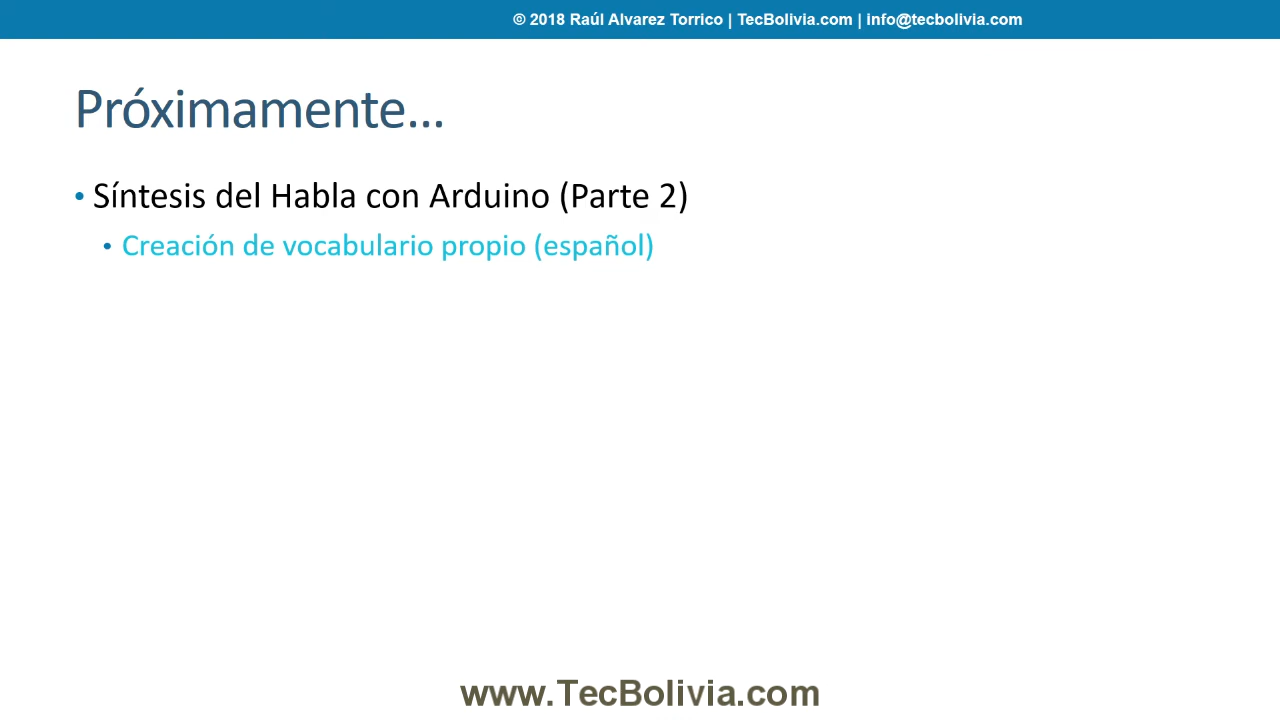 © 2018 Raúl Alvarez Torrico | TecBolivia.com | info@tecbolivia.com
Próximamente...
• Síntesis del Habla con Arduino (Parte 2)
• Creación de vocabulario propio (español)
www.TecBolivia.com